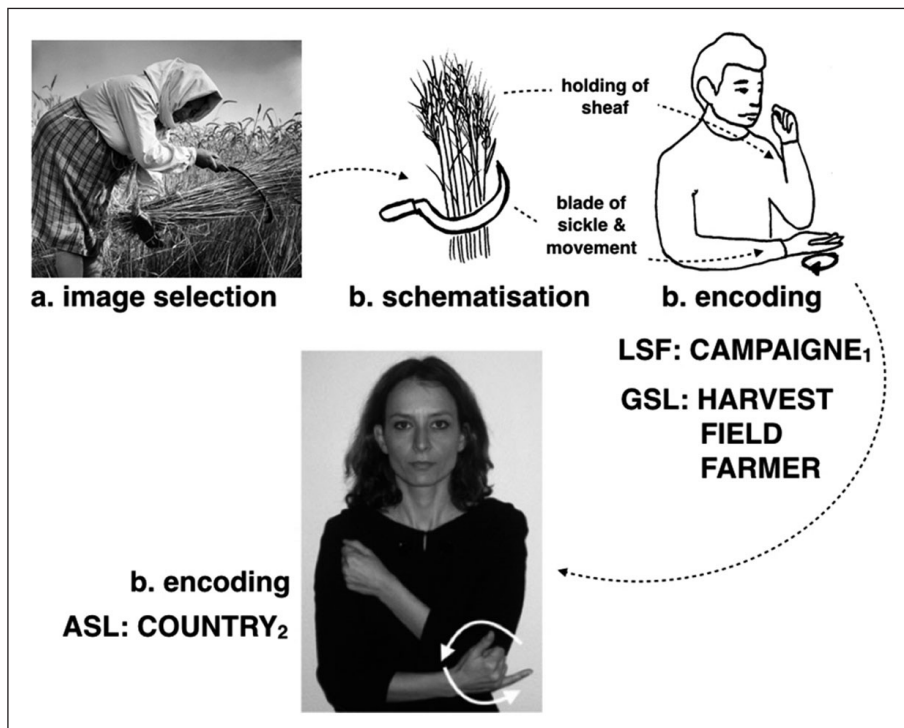 holding of
sheaf
blade of
sickle &
movement
a. image selection
b. schematisation
b. encoding
LSF: CAMPAIGNE₁
GSL: HARVEST
FIELD
FARMER
b. encoding
ASL: COUNTRY₂